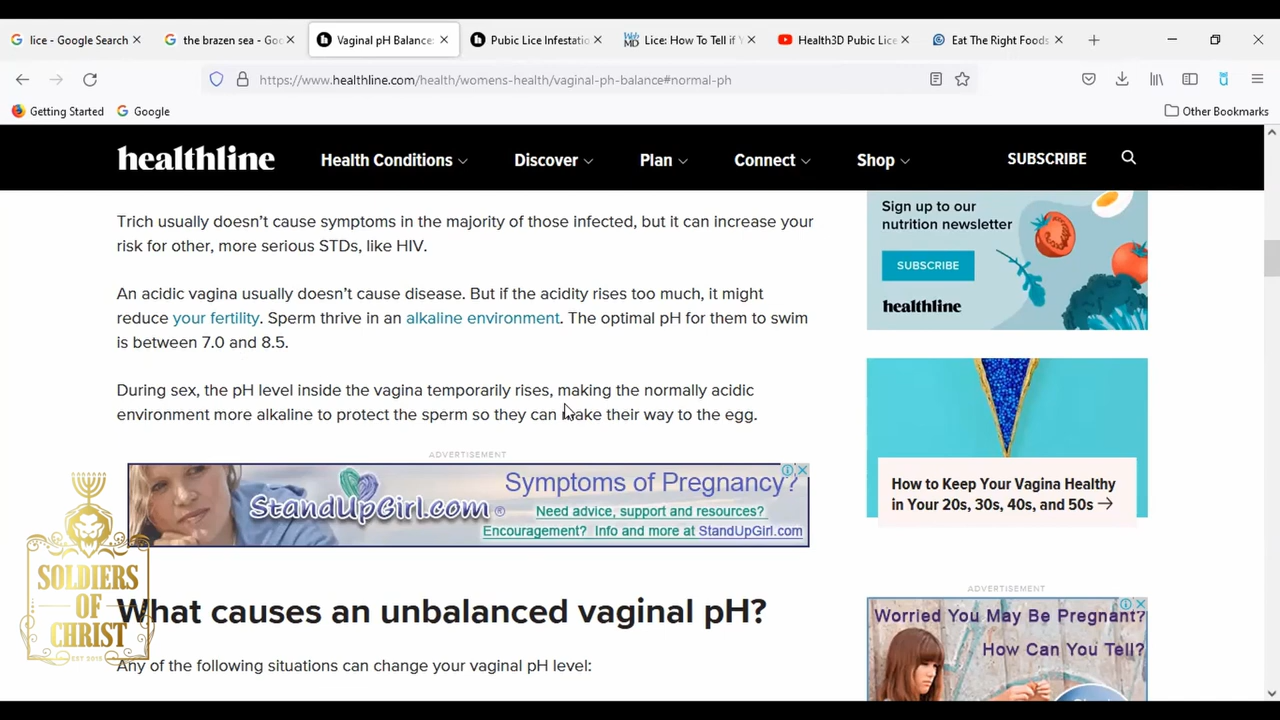 lice - Google Search
the brazen sea - Goo
Vaginal pH Balance:
Pubic Lice Infestatio
WebMD
Lice: How To Tell if Y
Health3D Pubic Lice
Eat The Right Foods
https://www.healthline.com/health/womens-health/vaginal-ph-balance#normal-ph
Getting Started
Google
Other Bookmarks
healthline
Health Conditions
Discover
Plan
Connect
Shop
SUBSCRIBE
Trich usually doesn't cause symptoms in the majority of those infected, but it can increase your
risk for other, more serious STDs, like HIV.
An acidic vagina usually doesn't cause disease. But if the acidity rises too much, it might
reduce your fertility. Sperm thrive in an alkaline environment. The optimal pH for them to swim
is between 7.0 and 8.5.
During sex, the pH level inside the vagina temporarily rises, making the normally acidic
environment more alkaline to protect the sperm so they can make their way to the egg.
ADVERTISEMENT
StandUpGirl.com ®
Symptoms of Pregnancy?
Need advice, support and resources?
Encouragement? Info and more at StandUpGirl.com
What causes an unbalanced vaginal pH?
Any of the following situations can change your vaginal pH level:
Sign up to our
nutrition newsletter
SUBSCRIBE
healthline
How to Keep Your Vagina Healthy
in Your 20s, 30s, 40s, and 50s →
ADVERTISEMENT
Worried You May Be Pregnant?
How Can You Tell?
SOLDIERS
OF
CHRIST